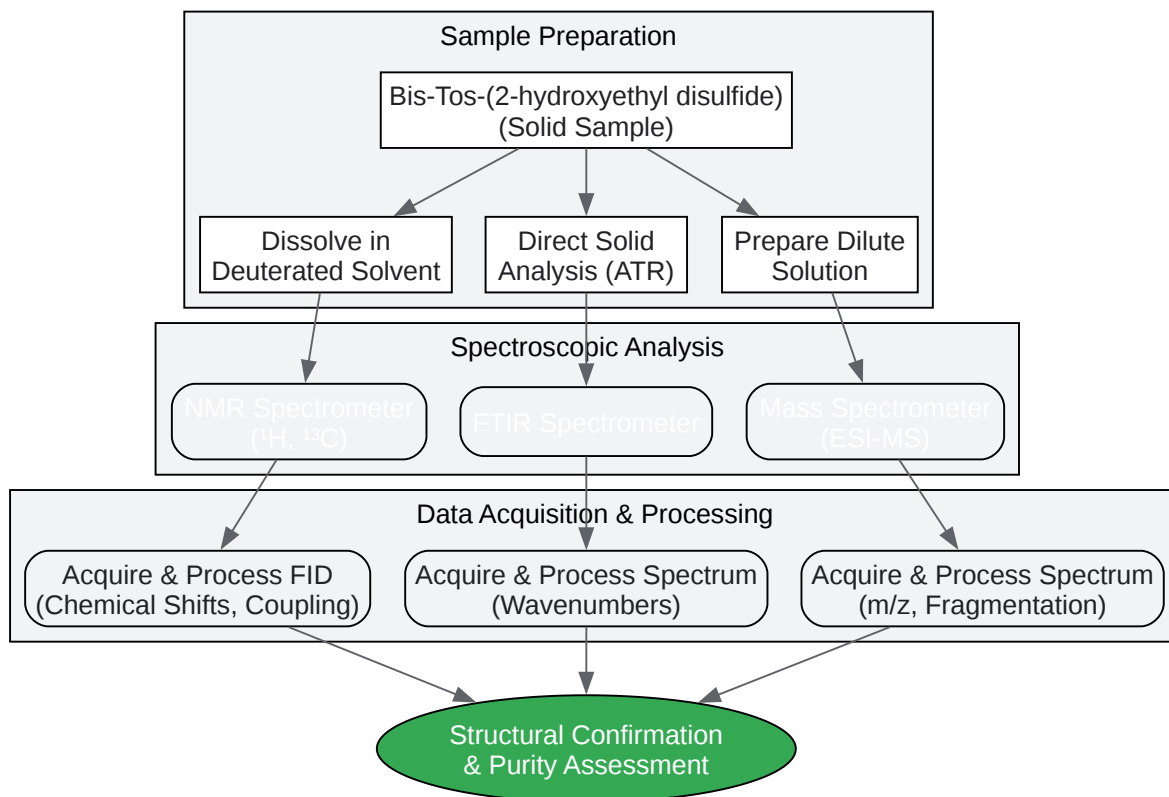 Sample Preparation
Bis-Tos-(2-hydroxyethyl disulfide)
(Solid Sample)
Dissolve in
Deuterated Solvent
Direct Solid
Analysis (ATR)
Prepare Dilute
Solution
Spectroscopic Analysis
NMR Spectrometer
(¹H, ¹³C)
FTIR Spectrometer
Mass Spectrometer
(ESI-MS)
Data Acquisition & Processing
Acquire & Process FID
(Chemical Shifts, Coupling)
Acquire & Process Spectrum
(Wavenumbers)
Acquire & Process Spectrum
(m/z, Fragmentation)
Structural Confirmation
& Purity Assessment